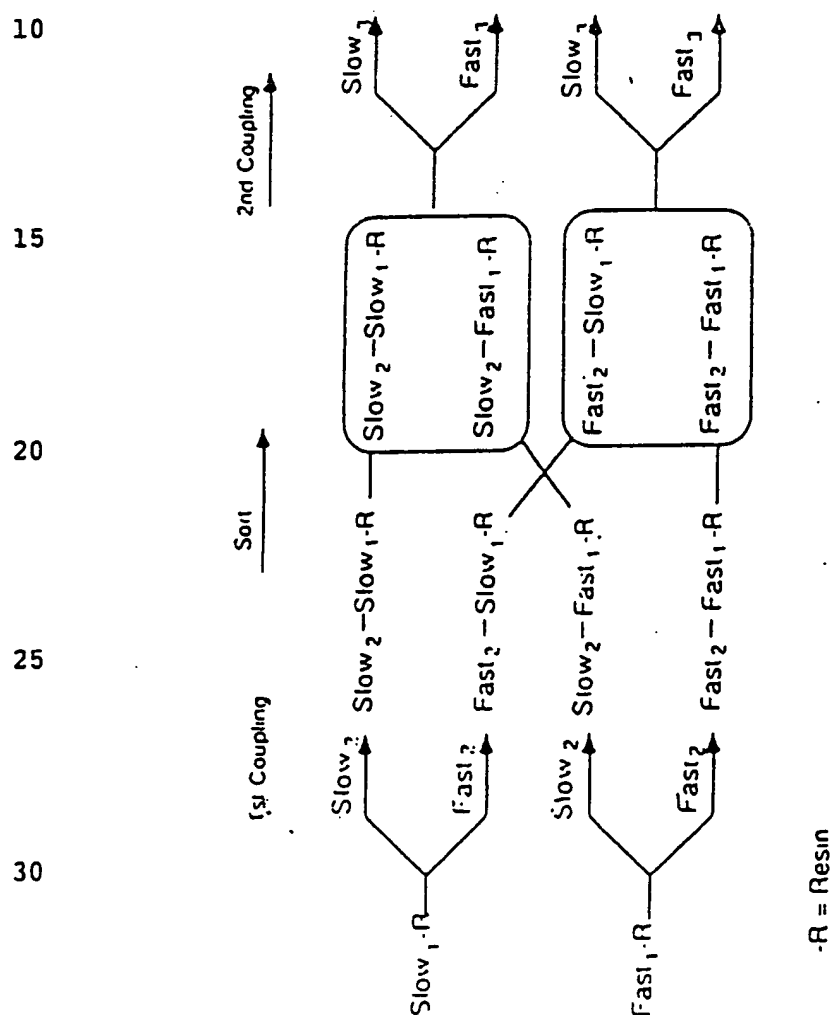 10
15
20
25
30
1st Coupling
Sort
2nd Coupling
Slow₁-R
Slow₂
Fast₂
Slow₂—Slow₁-R
Fast₂—Slow₁-R
Slow₂—Slow₁-R
Slow₂—Fast₁-R
Slow₃
Fast₃
Fast₁-R
Slow₂
Fast₂
Slow₂—Fast₁-R
Fast₂—Fast₁-R
Fast₂—Slow₁-R
Fast₂—Fast₁-R
Slow₃
Fast₃
-R = Resin